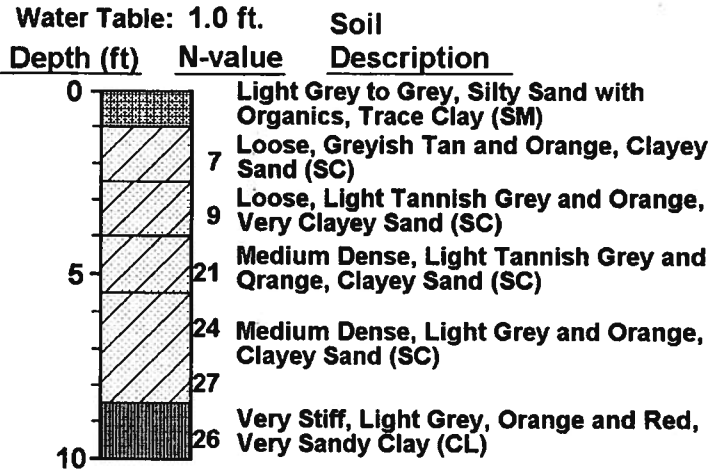 Water Table: 1.0 ft.
Soil
Depth (ft) N-value Description
0 Light Grey to Grey, Silty Sand with
Organics, Trace Clay (SM)
7 Loose, Greyish Tan and Orange, Clayey
Sand (SC)
Loose, Light Tannish Grey and Orange,
9 Very Clayey Sand (SC)
Medium Dense, Light Tannish Grey and
5 21 Qrange, Clayey Sand (SC)
24 Medium Dense, Light Grey and Orange,
Clayey Sand (SC)
27
Very Stiff, Light Grey, Orange and Red,
26 Very Sandy Clay (CL)
10